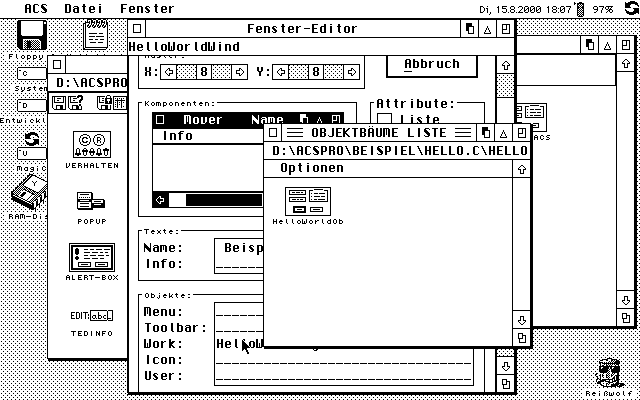 ACS Datei Fenster Di, 15.8.2000 18:07 97%
Fenster-Editor
HelloWorldWind
X: 8 Y: 8
Abbruch
Komponenten:
Mover Name
Info
Attribute:
Liste
Texte:
Name: Beisp
Info:
Objekte:
Menu:
Toolbar:
Work: HelloW
Icon:
User:
OBJEKTBÄUME LISTE
D:\ACSPRO\BEISPIEL\HELLO.C\HELLO
Optionen
HelloWorldOb
D:\ACSPRO
VERHALTEN
POPUP
ALERT-BOX
EDIT:abc
TEDINFO
Floppy
C
System
D
Entwickl
U
Magic
RAM-Dis
ACS
Reißwolf